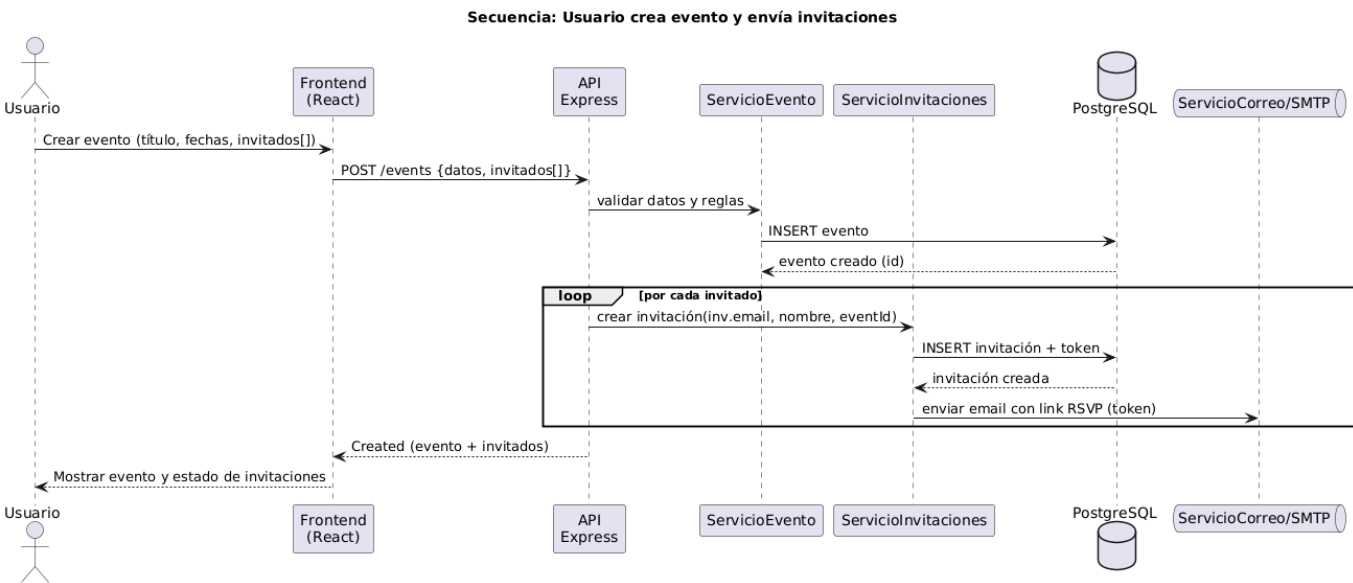 Secuencia: Usuario crea evento y envía invitaciones
Usuario
Frontend
(React)
API
Express
ServicioEvento
ServicioInvitaciones
PostgreSQL
ServicioCorreo/SMTP
Crear evento (título, fechas, invitados[])
POST /events {datos, invitados[]}
validar datos y reglas
INSERT evento
evento creado (id)
loop [por cada invitado]
crear invitación(inv.email, nombre, eventId)
INSERT invitación + token
invitación creada
enviar email con link RSVP (token)
Created (evento + invitados)
Mostrar evento y estado de invitaciones
Usuario
Frontend
(React)
API
Express
ServicioEvento
ServicioInvitaciones
PostgreSQL
ServicioCorreo/SMTP